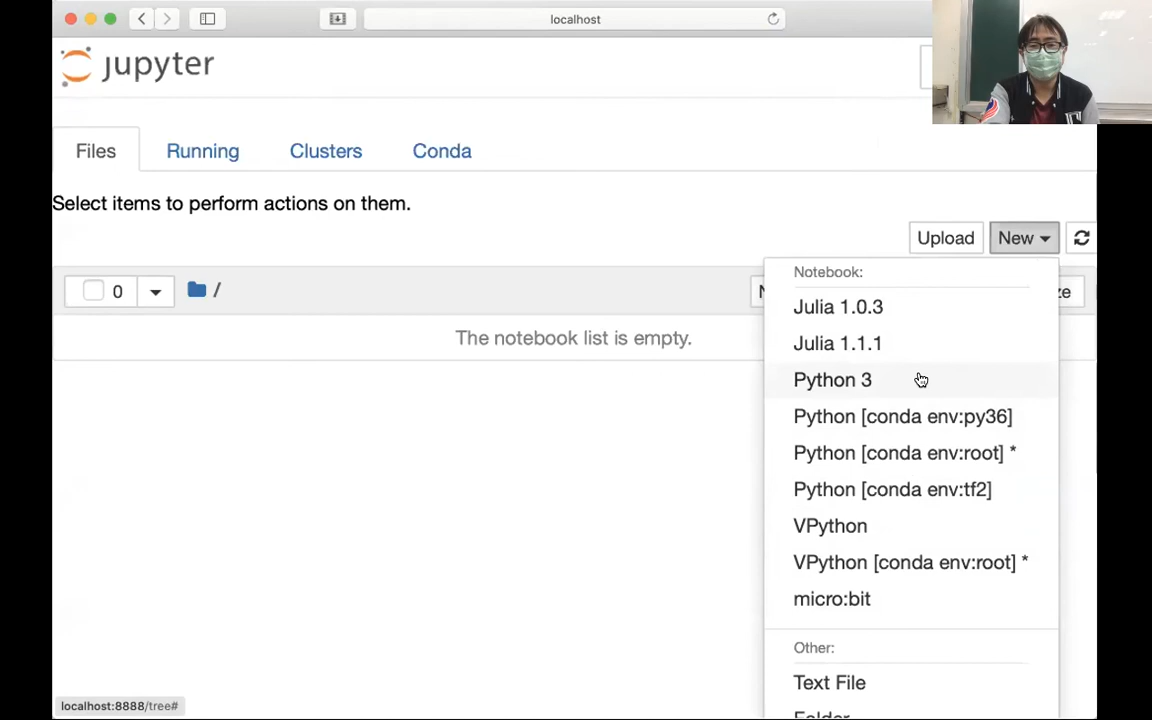 localhost
jupyter
Files
Running
Clusters
Conda
Select items to perform actions on them.
Upload
New
0
/
The notebook list is empty.
Notebook:
Julia 1.0.3
Julia 1.1.1
Python 3
Python [conda env:py36]
Python [conda env:root] *
Python [conda env:tf2]
VPython
VPython [conda env:root] *
micro:bit
Other:
Text File
Folder
localhost:8888/tree#